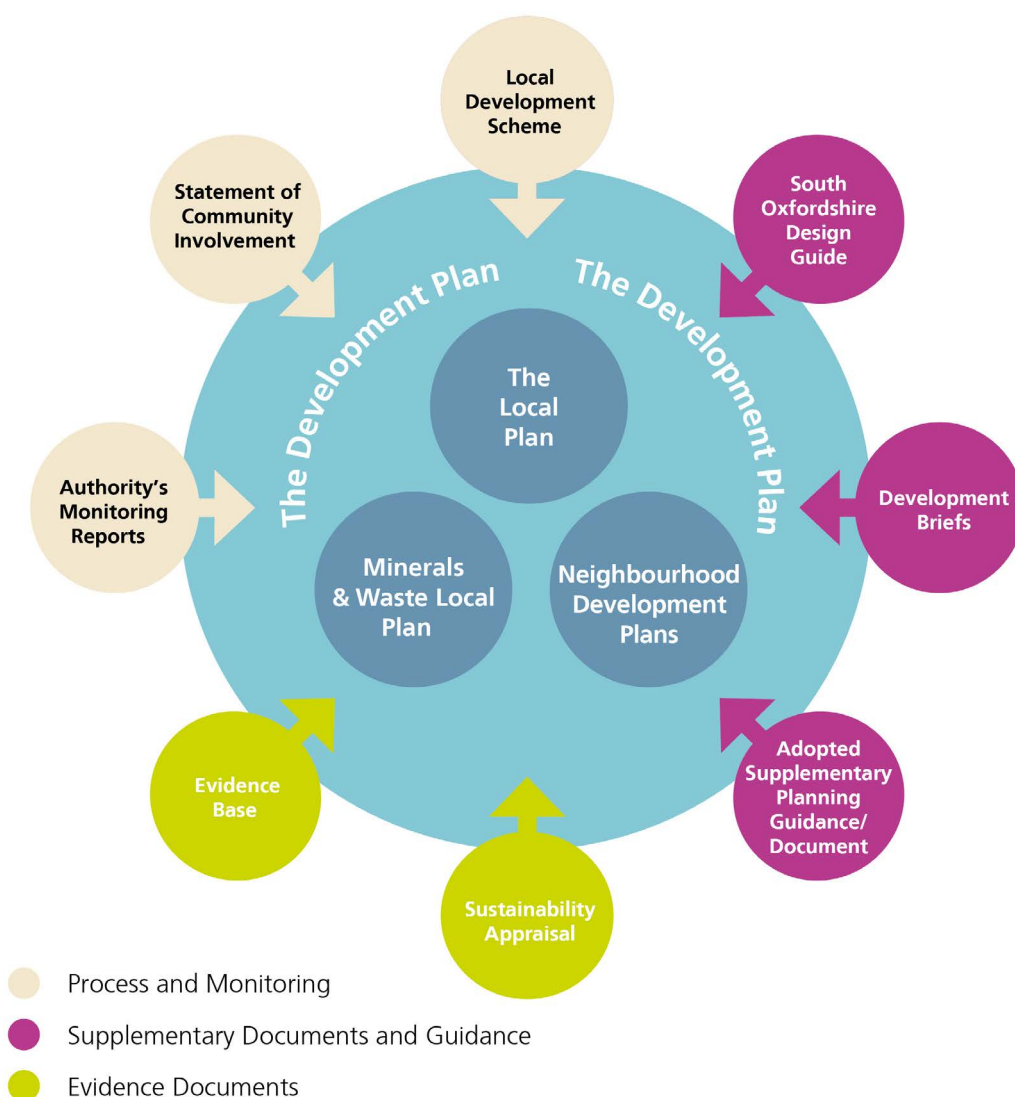 Local
Development
Scheme
Statement of
Community
Involvement
South
Oxfordshire
Design
Guide
The Development Plan
The Development Plan
The
Local
Plan
Authority's
Monitoring
Reports
Development
Briefs
Minerals
& Waste Local
Plan
Neighbourhood
Development
Plans
Evidence
Base
Adopted
Supplementary
Planning
Guidance/
Document
Sustainability
Appraisal
Process and Monitoring
Supplementary Documents and Guidance
Evidence Documents